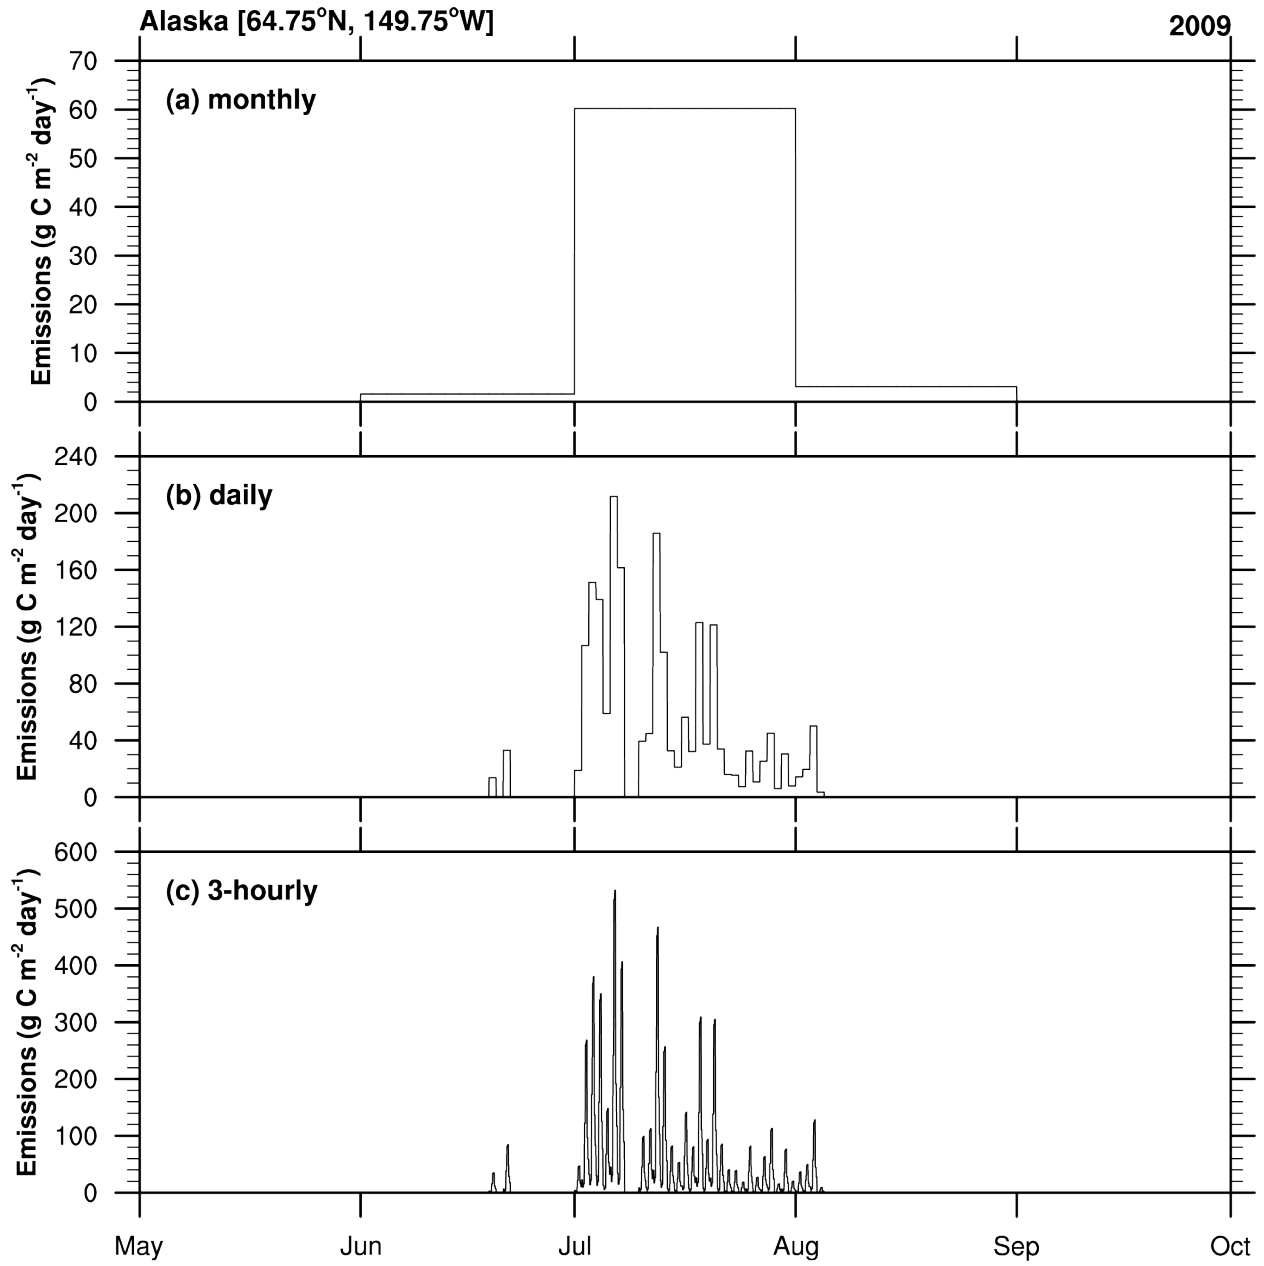 Alaska [64.75°N, 149.75°W] 2009
(a) monthly
Emissions (g C m⁻² day⁻¹)
70
60
50
40
30
20
10
0
(b) daily
Emissions (g C m⁻² day⁻¹)
240
200
160
120
80
40
0
(c) 3-hourly
Emissions (g C m⁻² day⁻¹)
600
500
400
300
200
100
0
May Jun Jul Aug Sep Oct